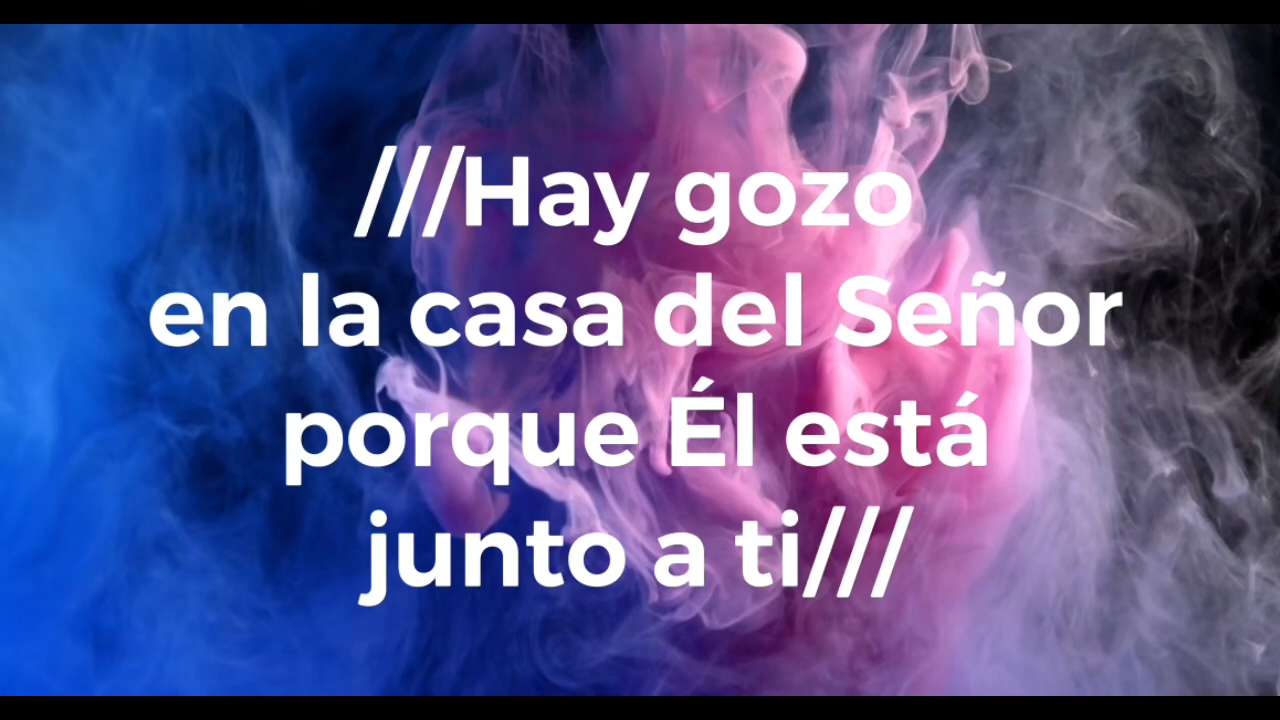 ///Hay gozo
en la casa del Señor
porque Él está
junto a ti///